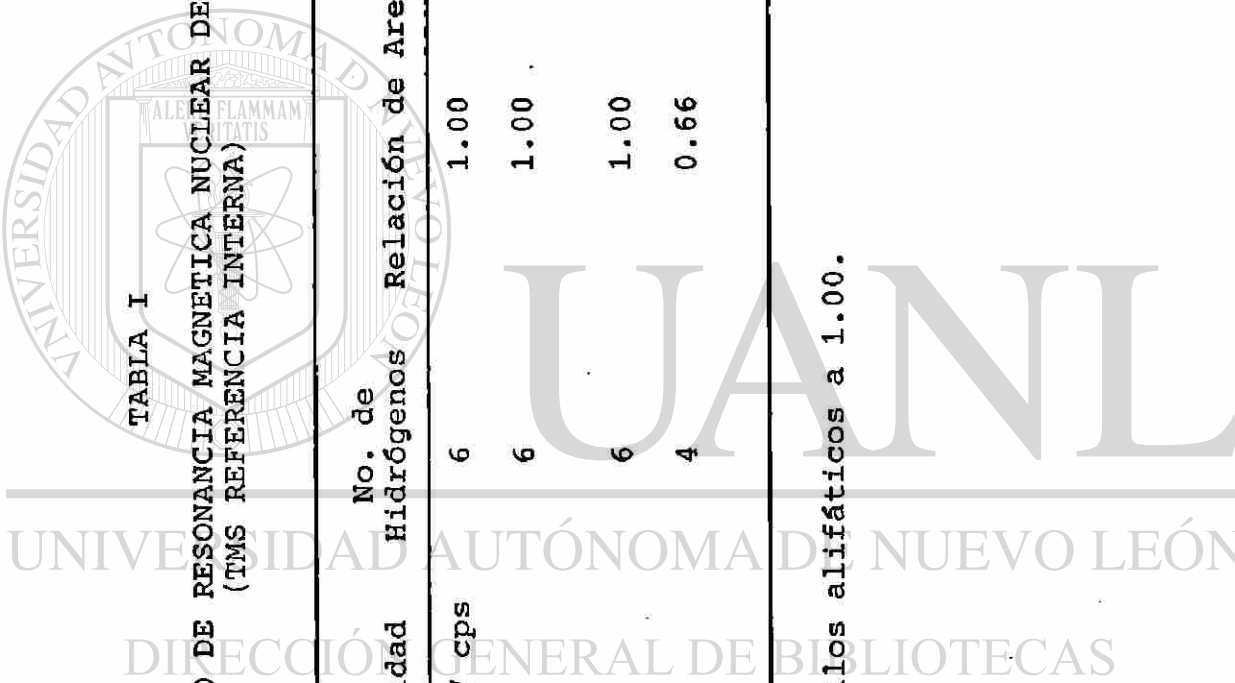 TABLA I
DE RESONANCIA MAGNETICA NUCLEAR DE
(TMS REFERENCIA INTERNA)
No. de
Hidrógenos Relación de Are
cps 6 1.00
6 1.00
6 1.00
4 0.66
alifáticos a 1.00.
UANL
UNIVERSIDAD AUTÓNOMA DE NUEVO LEÓN
DIRECCIÓN GENERAL DE BIBLIOTECAS
ALERE FLAMMAM
VERITATIS